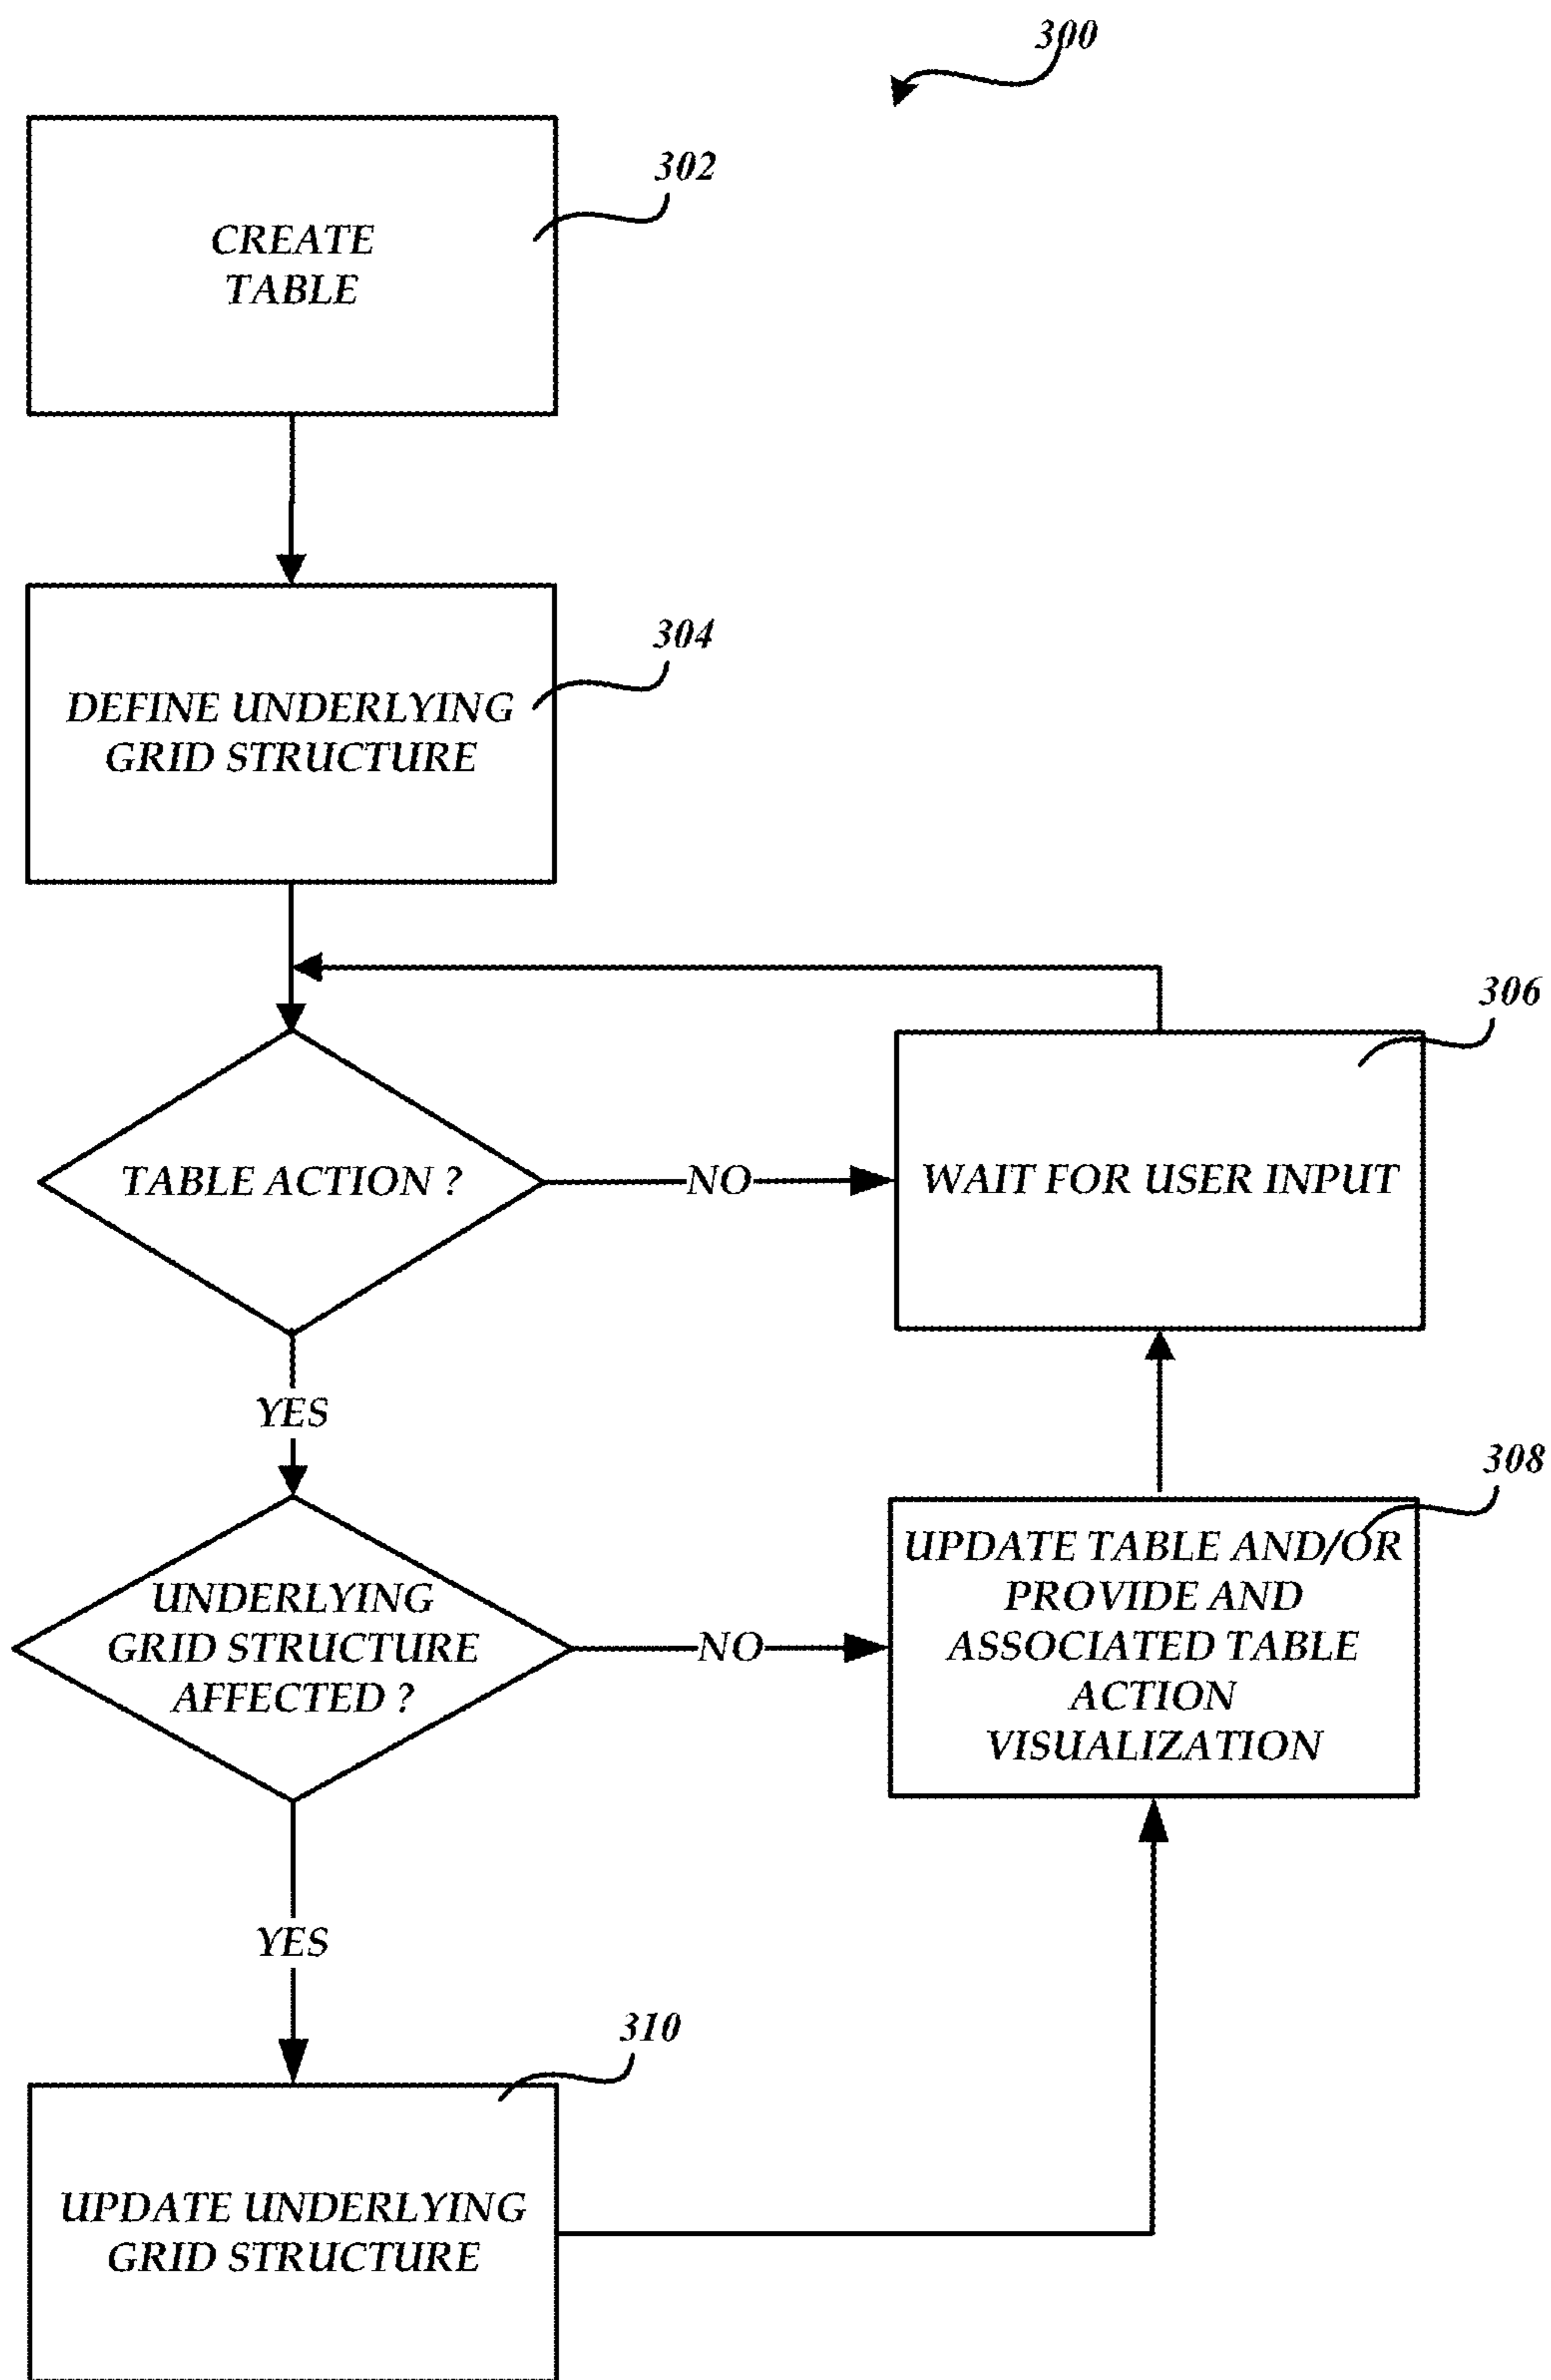 300
302
CREATE
TABLE
304
DEFINE UNDERLYING
GRID STRUCTURE
306
TABLE ACTION ?
NO
WAIT FOR USER INPUT
YES
308
UNDERLYING
GRID STRUCTURE
AFFECTED ?
NO
UPDATE TABLE AND/OR
PROVIDE AND
ASSOCIATED TABLE
ACTION
VISUALIZATION
YES
310
UPDATE UNDERLYING
GRID STRUCTURE